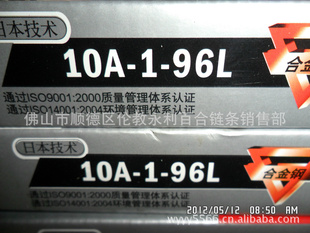 日本技术
10A-1-96L
合金钢
通过ISO9001:2000质量管理体系认证
通过ISO14001:2004环境管理体系认证
佛山市顺德区伦教永利百合链条销售部
日本技术
10A-1-96L
合金钢
通过ISO9001:2000质量管理体系认证
通过ISO14001:2004环境管理体系认证
2012/05/12 08:50 AM